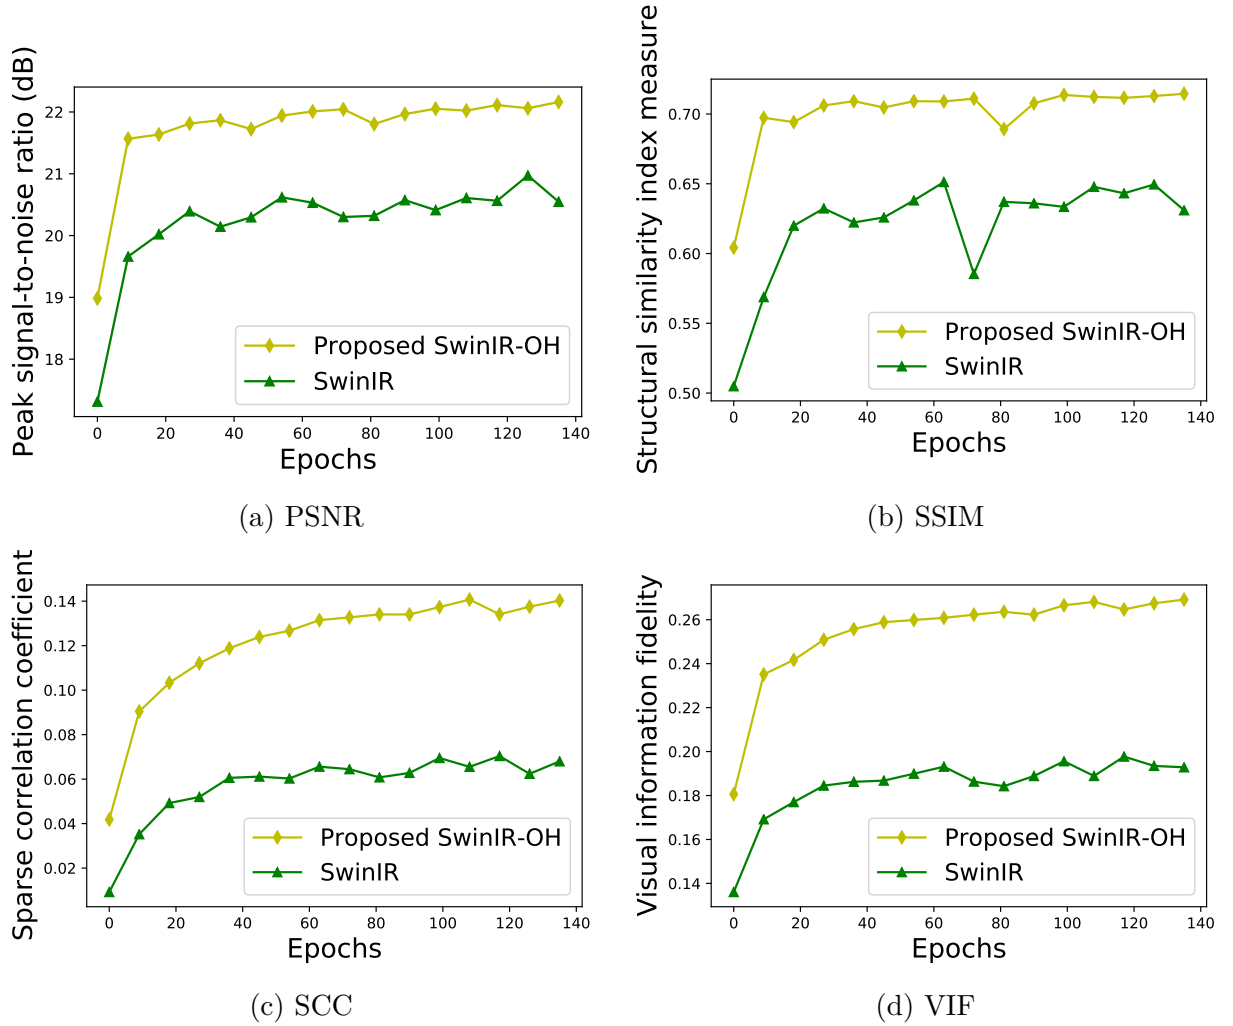 Peak signal-to-noise ratio (dB)
22
21
20
19
18
0 20 40 60 80 100 120 140
Epochs
Proposed SwinIR-OH
SwinIR
(a) PSNR
Structural similarity index measure
0.70
0.65
0.60
0.55
0.50
0 20 40 60 80 100 120 140
Epochs
Proposed SwinIR-OH
SwinIR
(b) SSIM
Sparse correlation coefficient
0.14
0.12
0.10
0.08
0.06
0.04
0.02
0 20 40 60 80 100 120 140
Epochs
Proposed SwinIR-OH
SwinIR
(c) SCC
Visual information fidelity
0.26
0.24
0.22
0.20
0.18
0.16
0.14
0 20 40 60 80 100 120 140
Epochs
Proposed SwinIR-OH
SwinIR
(d) VIF